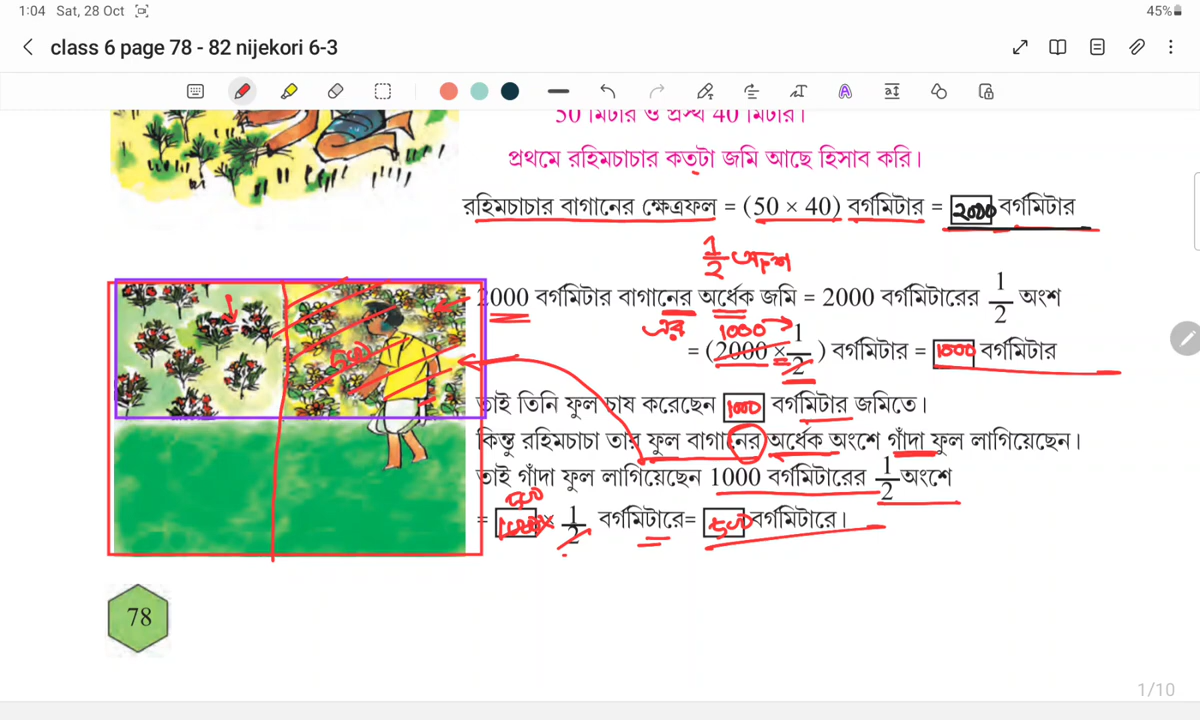 1:04 Sat, 28 Oct
45%
class 6 page 78 - 82 nijekori 6-3
50 মিটার ও প্রস্থ 40 মিটার।
প্রথমে রহিমচাচার কতটা জমি আছে হিসাব করি।
রহিমচাচার বাগানের ক্ষেত্রফল = (50 × 40) বর্গমিটার = 2000 বর্গমিটার
1/2 অংশ
2000 বর্গমিটার বাগানের অর্ধেক জমি = 2000 বর্গমিটারের 1/2 অংশ
এর 1000
= (2000 × 1/2) বর্গমিটার = 1000 বর্গমিটার
তাই তিনি ফুল চাষ করেছেন 1000 বর্গমিটার জমিতে।
কিন্তু রহিমচাচা তার ফুল বাগানের অর্ধেক অংশে গাঁদা ফুল লাগিয়েছেন।
তাই গাঁদা ফুল লাগিয়েছেন 1000 বর্গমিটারের 1/2 অংশে
= 1000 × 1/2 বর্গমিটারে= 500 বর্গমিটারে।
78
1/10